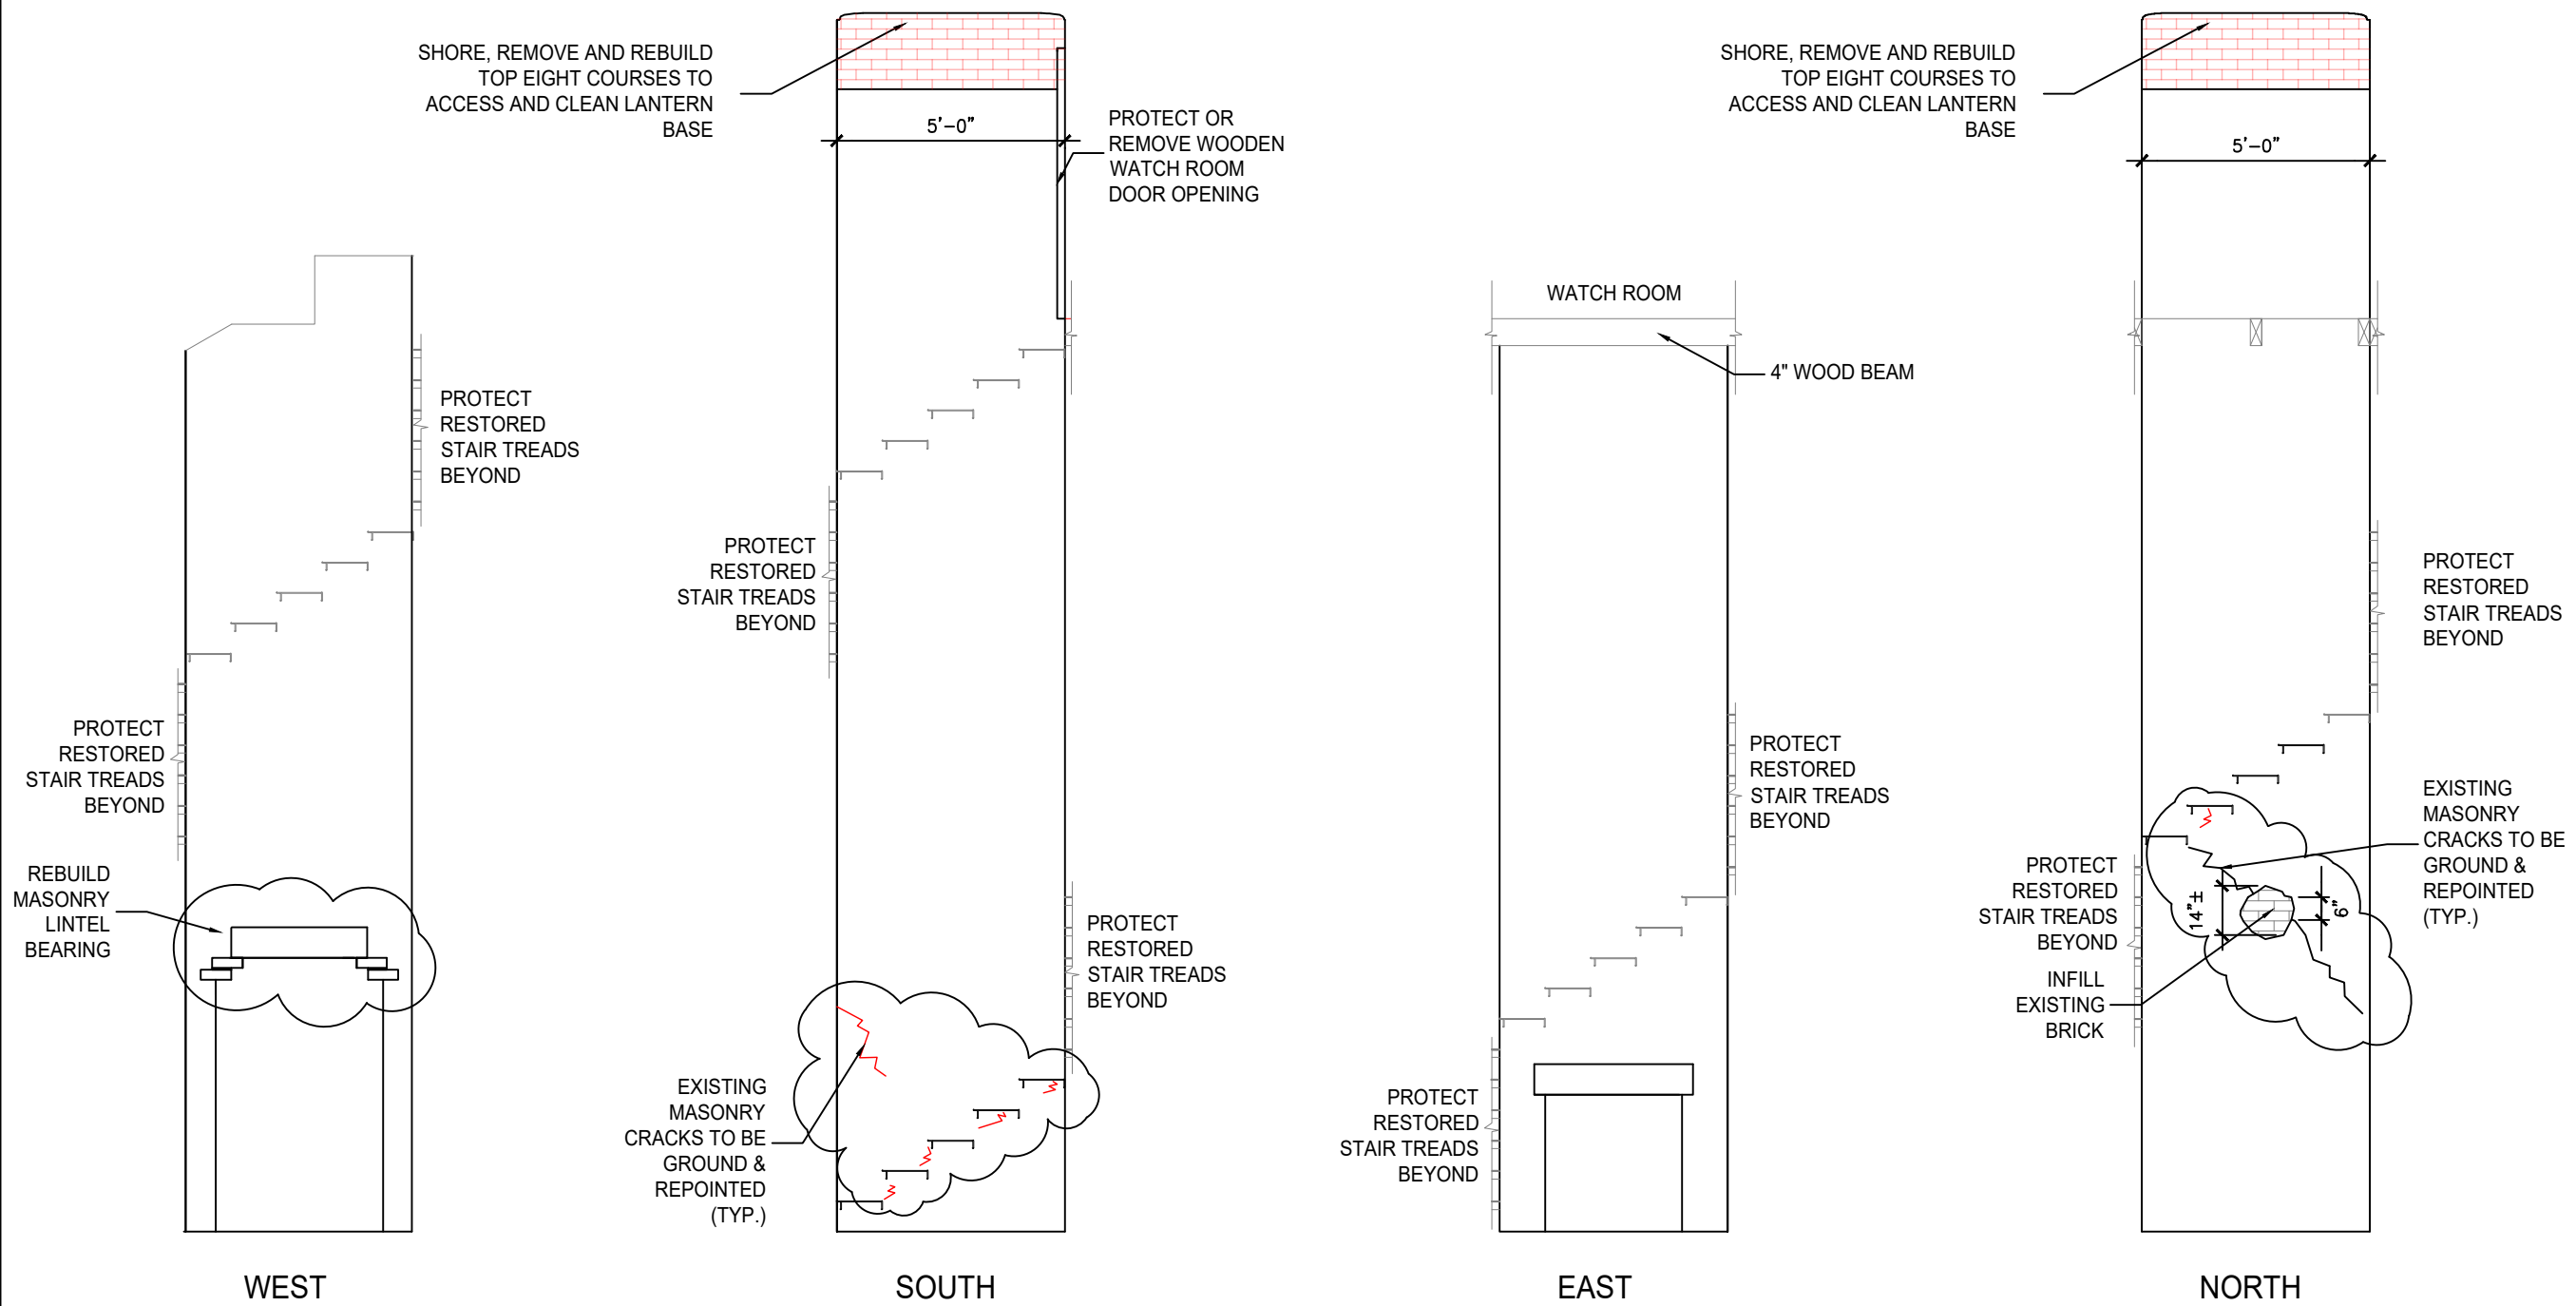 SHORE, REMOVE AND REBUILD
TOP EIGHT COURSES TO
ACCESS AND CLEAN LANTERN
BASE
5'-0"
PROTECT OR
REMOVE WOODEN
WATCH ROOM
DOOR OPENING
SHORE, REMOVE AND REBUILD
TOP EIGHT COURSES TO
ACCESS AND CLEAN LANTERN
BASE
5'-0"
WATCH ROOM
4" WOOD BEAM
PROTECT
RESTORED
STAIR TREADS
BEYOND
PROTECT
RESTORED
STAIR TREADS
BEYOND
PROTECT
RESTORED
STAIR TREADS
BEYOND
PROTECT
RESTORED
STAIR TREADS
BEYOND
PROTECT
RESTORED
STAIR TREADS
BEYOND
REBUILD
MASONRY
LINTEL
BEARING
PROTECT
RESTORED
STAIR TREADS
BEYOND
EXISTING
MASONRY
CRACKS TO BE
GROUND &
REPOINTED
(TYP.)
PROTECT
RESTORED
STAIR TREADS
BEYOND
EXISTING
MASONRY
CRACKS TO BE
GROUND &
REPOINTED
(TYP.)
14"±
6"
PROTECT
RESTORED
STAIR TREADS
BEYOND
INFILL
EXISTING
BRICK
WEST
SOUTH
EAST
NORTH